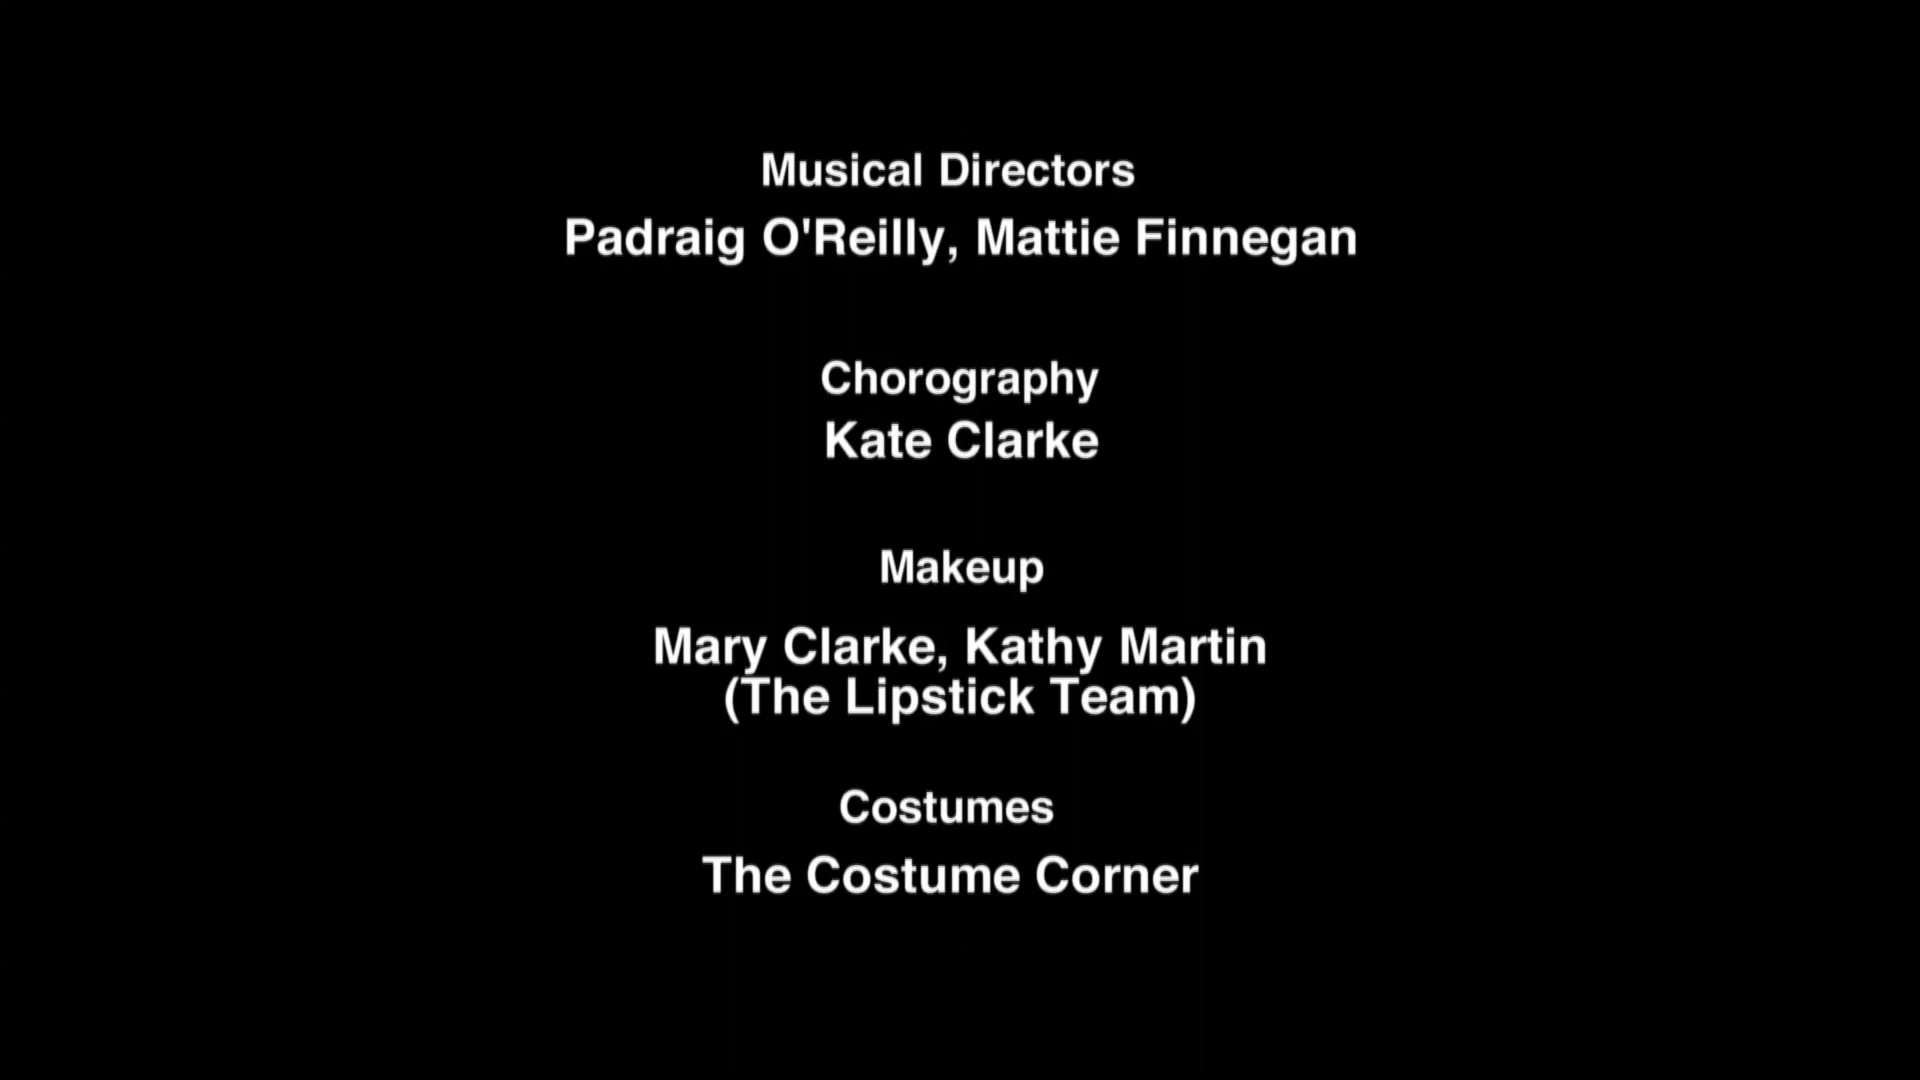 Musical Directors
Padraig O'Reilly, Mattie Finnegan
Chorography
Kate Clarke
Makeup
Mary Clarke, Kathy Martin
(The Lipstick Team)
Costumes
The Costume Corner